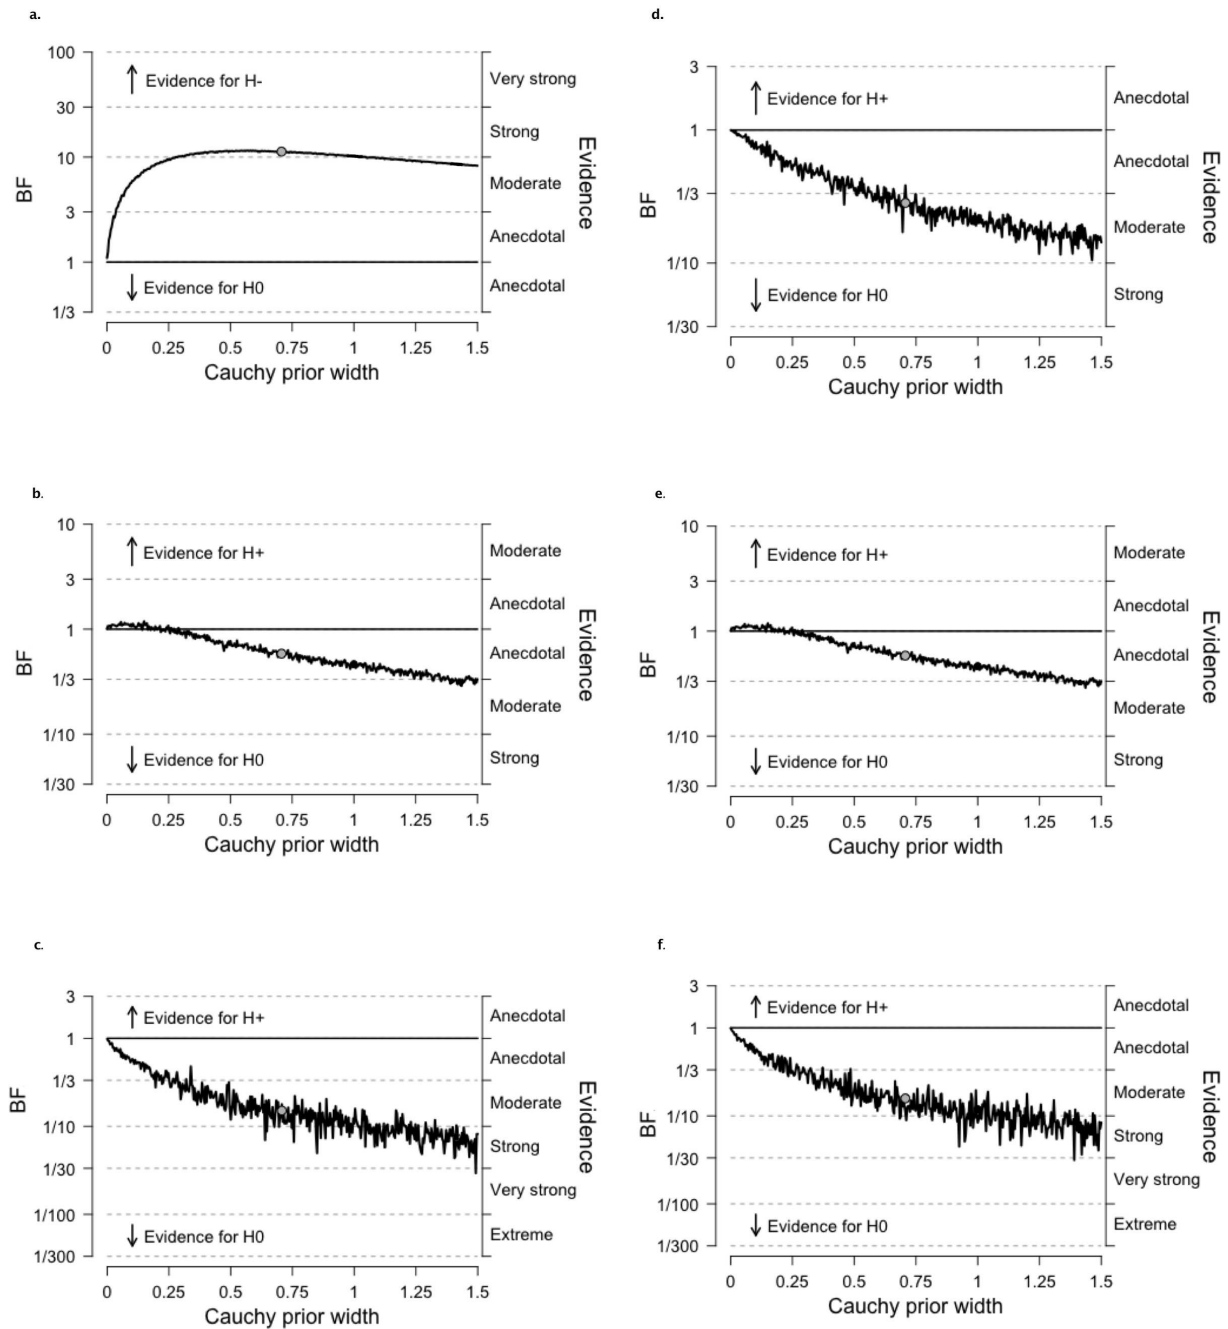 a.
100
30
10
3
1
1/3
BF
Evidence for H-
Evidence for H0
Very strong
Strong
Moderate
Anecdotal
Anecdotal
Evidence
0 0.25 0.5 0.75 1 1.25 1.5
Cauchy prior width
d.
3
1
1/3
1/10
1/30
BF
Evidence for H+
Evidence for H0
Anecdotal
Anecdotal
Moderate
Strong
Evidence
0 0.25 0.5 0.75 1 1.25 1.5
Cauchy prior width
b.
10
3
1
1/3
1/10
1/30
BF
Evidence for H+
Evidence for H0
Moderate
Anecdotal
Anecdotal
Moderate
Strong
Evidence
0 0.25 0.5 0.75 1 1.25 1.5
Cauchy prior width
e.
10
3
1
1/3
1/10
1/30
BF
Evidence for H+
Evidence for H0
Moderate
Anecdotal
Anecdotal
Moderate
Strong
Evidence
0 0.25 0.5 0.75 1 1.25 1.5
Cauchy prior width
c.
3
1
1/3
1/10
1/30
1/100
1/300
BF
Evidence for H+
Evidence for H0
Anecdotal
Anecdotal
Moderate
Strong
Very strong
Extreme
Evidence
0 0.25 0.5 0.75 1 1.25 1.5
Cauchy prior width
f.
3
1
1/3
1/10
1/30
1/100
1/300
BF
Evidence for H+
Evidence for H0
Anecdotal
Anecdotal
Moderate
Strong
Very strong
Extreme
Evidence
0 0.25 0.5 0.75 1 1.25 1.5
Cauchy prior width